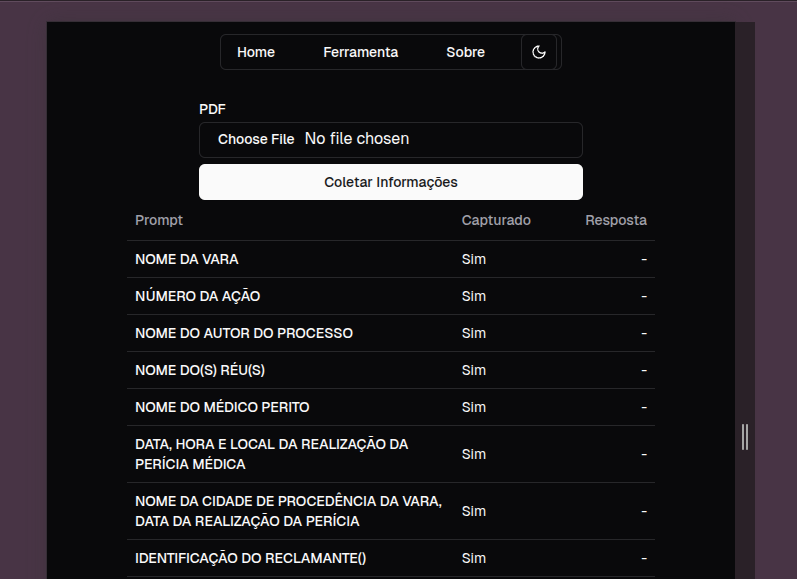 Home Ferramenta Sobre
PDF
Choose File No file chosen
Coletar Informações
Prompt Capturado Resposta
NOME DA VARA Sim -
NÚMERO DA AÇÃO Sim -
NOME DO AUTOR DO PROCESSO Sim -
NOME DO(S) RÉU(S) Sim -
NOME DO MÉDICO PERITO Sim -
DATA, HORA E LOCAL DA REALIZAÇÃO DA
PERÍCIA MÉDICA Sim -
NOME DA CIDADE DE PROCEDÊNCIA DA VARA,
DATA DA REALIZAÇÃO DA PERÍCIA Sim -
IDENTIFICAÇÃO DO RECLAMANTE() Sim -